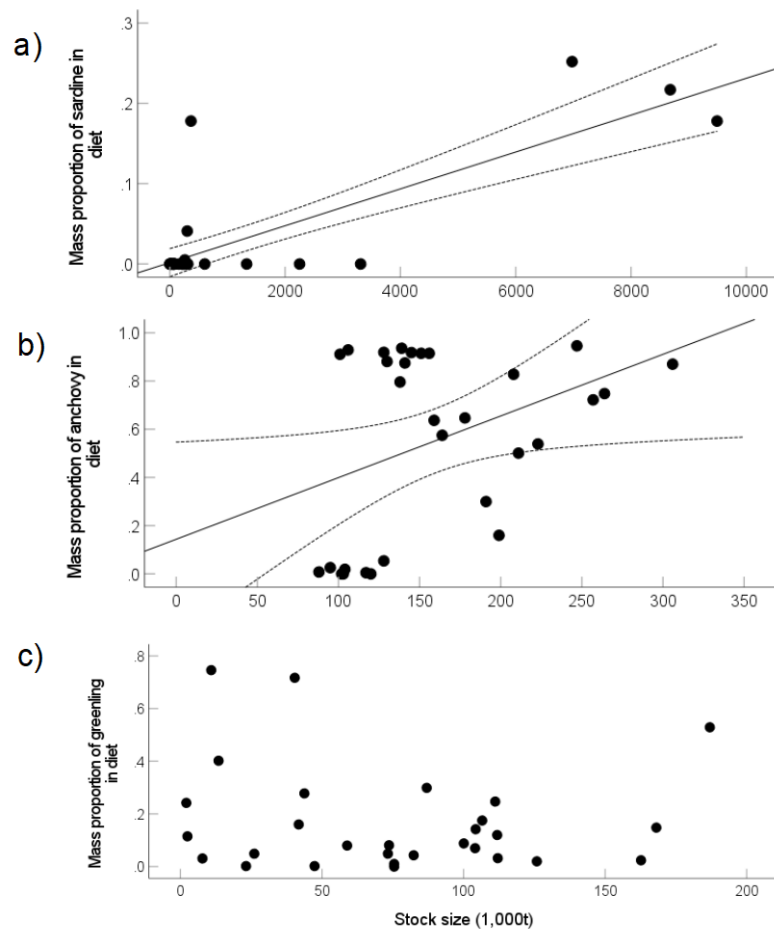 a)
Mass proportion of sardine in
diet
.3
.2
.1
.0
0 2000 4000 6000 8000 10000
b)
Mass proportion of anchovy in
diet
1.0
.8
.6
.4
.2
.0
0 50 100 150 200 250 300 350
c)
Mass proportion of greenling
in diet
.8
.6
.4
.2
.0
0 50 100 150 200
Stock size (1,000t)